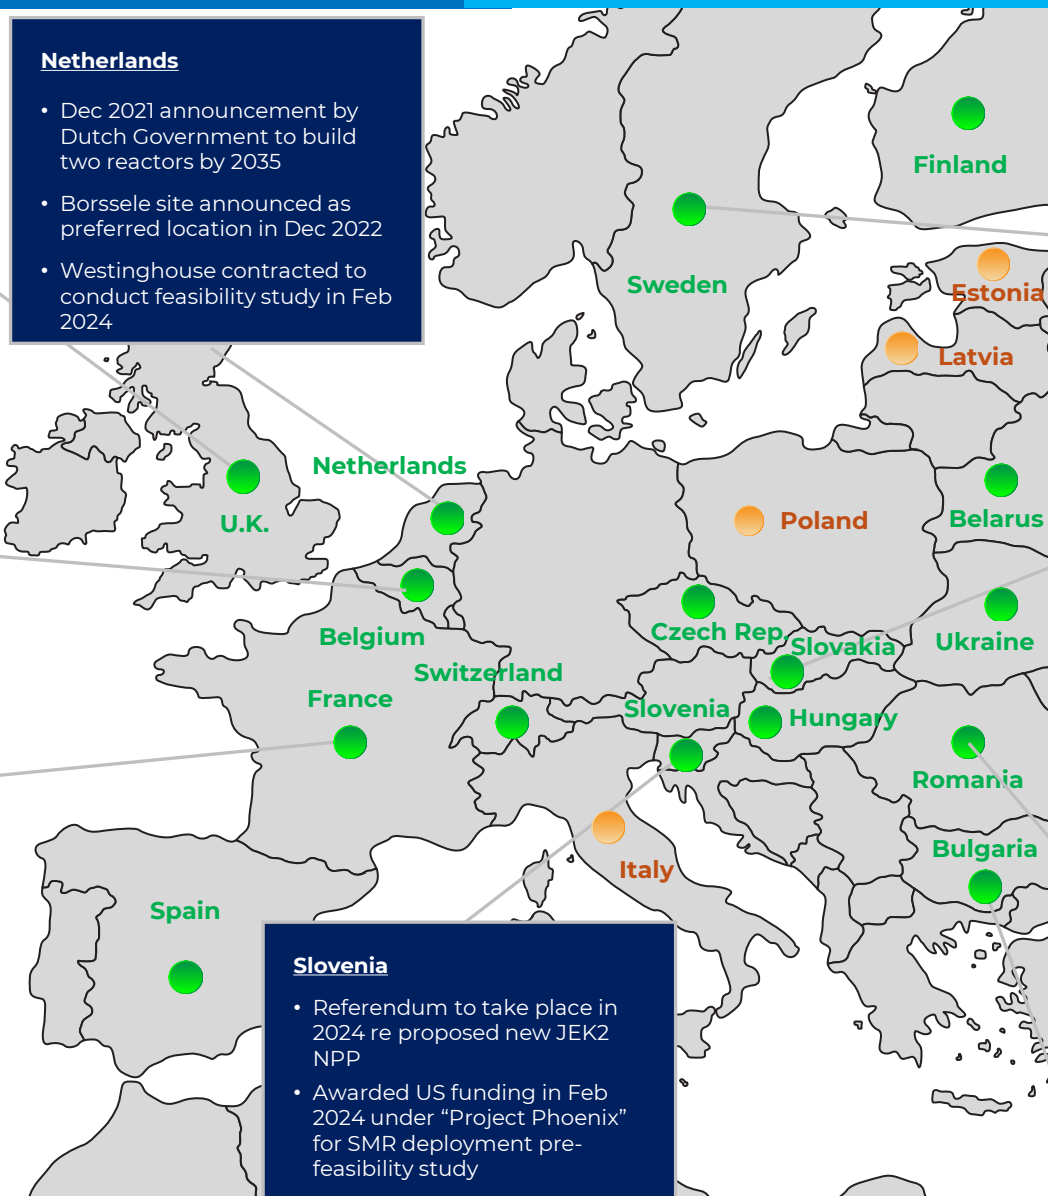 Netherlands
• Dec 2021 announcement by
Dutch Government to build
two reactors by 2035
• Borssele site announced as
preferred location in Dec 2022
• Westinghouse contracted to
conduct feasibility study in Feb
2024
Finland
Sweden
Estonia
Latvia
Netherlands
U.K.
Poland
Belarus
Belgium
Czech Rep.
Slovakia
Ukraine
Switzerland
France
Slovenia
Hungary
Romania
Bulgaria
Italy
Spain
Slovenia
• Referendum to take place in
2024 re proposed new JEK2
NPP
• Awarded US funding in Feb
2024 under “Project Phoenix”
for SMR deployment pre-
feasibility study